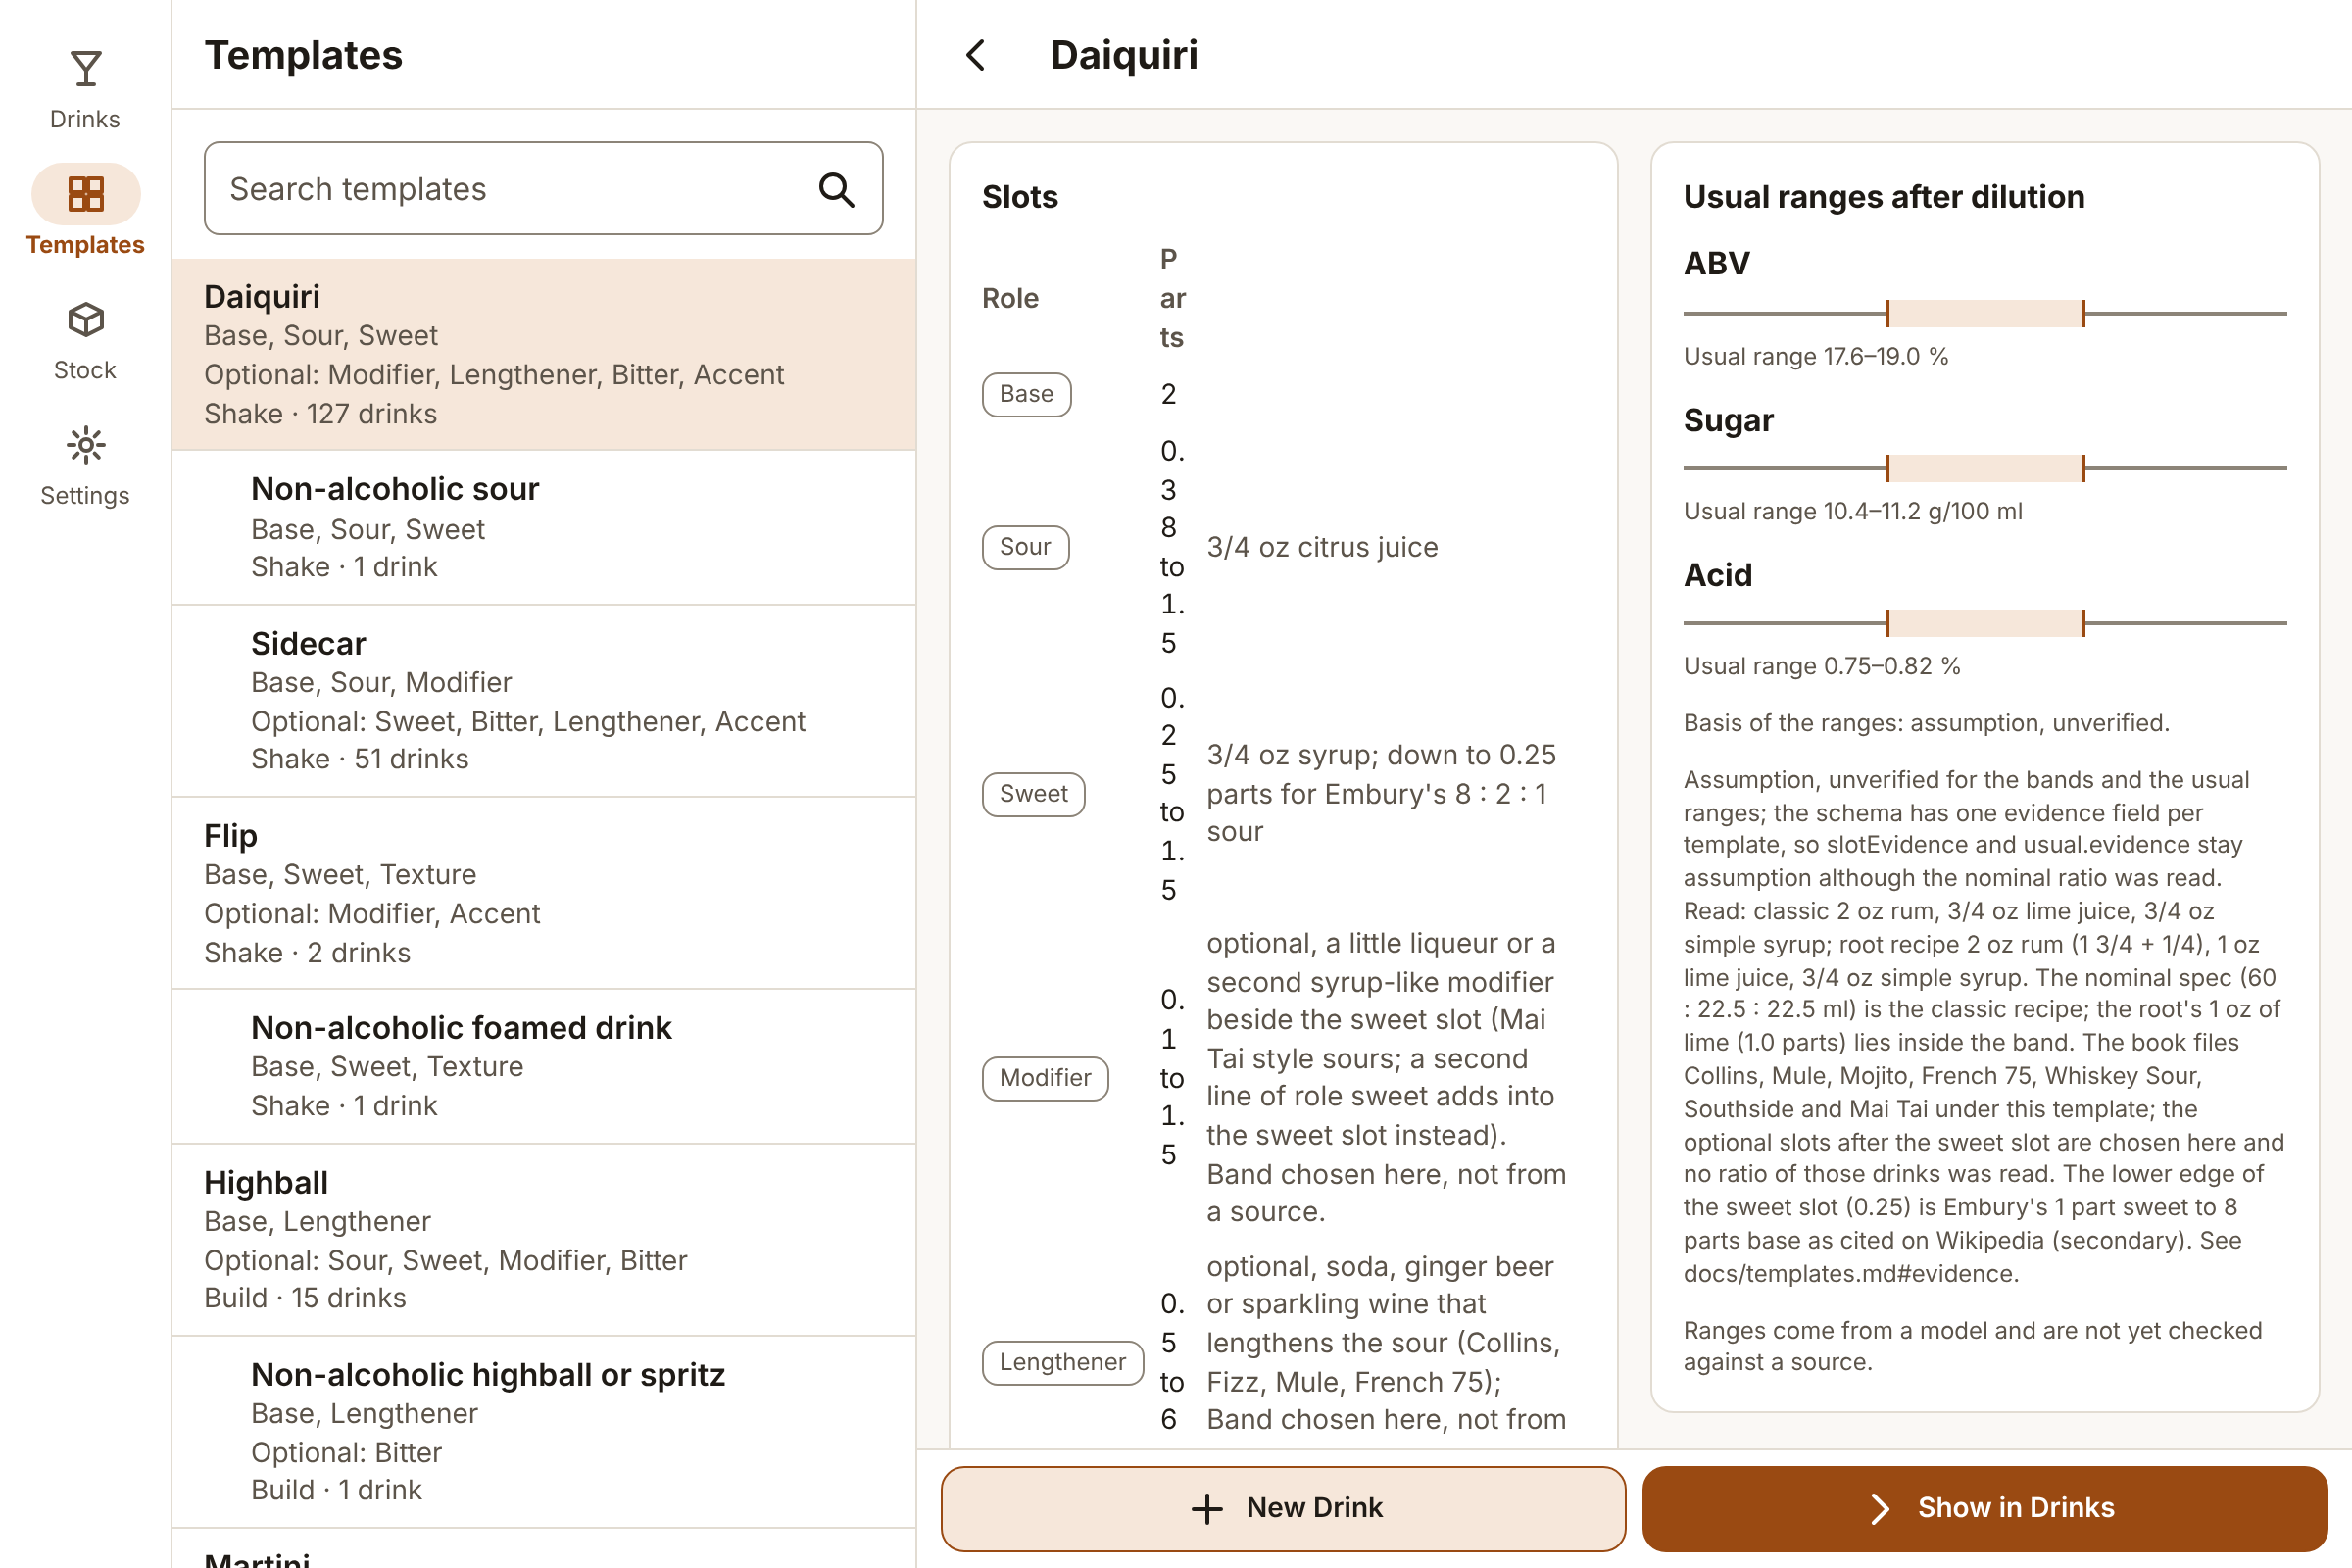 Drinks
Templates
Stock
Settings
Templates
Search templates
Daiquiri
Base, Sour, Sweet
Optional: Modifier, Lengthener, Bitter, Accent
Shake · 127 drinks
Non-alcoholic sour
Base, Sour, Sweet
Shake · 1 drink
Sidecar
Base, Sour, Modifier
Optional: Sweet, Bitter, Lengthener, Accent
Shake · 51 drinks
Flip
Base, Sweet, Texture
Optional: Modifier, Accent
Shake · 2 drinks
Non-alcoholic foamed drink
Base, Sweet, Texture
Shake · 1 drink
Highball
Base, Lengthener
Optional: Sour, Sweet, Modifier, Bitter
Build · 15 drinks
Non-alcoholic highball or spritz
Base, Lengthener
Optional: Bitter
Build · 1 drink
Martini
Daiquiri
Slots
Role
P
ar
ts
Base
2
Sour
0.
3
8
to
1.
5
3/4 oz citrus juice
Sweet
0.
2
5
to
1.
5
3/4 oz syrup; down to 0.25
parts for Embury's 8 : 2 : 1
sour
Modifier
0.
1
to
1.
5
optional, a little liqueur or a
second syrup-like modifier
beside the sweet slot (Mai
Tai style sours; a second
line of role sweet adds into
the sweet slot instead).
Band chosen here, not from
a source.
Lengthener
0.
5
to
6
optional, soda, ginger beer
or sparkling wine that
lengthens the sour (Collins,
Fizz, Mule, French 75);
Band chosen here, not from
Usual ranges after dilution
ABV
Usual range 17.6–19.0 %
Sugar
Usual range 10.4–11.2 g/100 ml
Acid
Usual range 0.75–0.82 %
Basis of the ranges: assumption, unverified.
Assumption, unverified for the bands and the usual
ranges; the schema has one evidence field per
template, so slotEvidence and usual.evidence stay
assumption although the nominal ratio was read.
Read: classic 2 oz rum, 3/4 oz lime juice, 3/4 oz
simple syrup; root recipe 2 oz rum (1 3/4 + 1/4), 1 oz
lime juice, 3/4 oz simple syrup. The nominal spec (60
: 22.5 : 22.5 ml) is the classic recipe; the root's 1 oz of
lime (1.0 parts) lies inside the band. The book files
Collins, Mule, Mojito, French 75, Whiskey Sour,
Southside and Mai Tai under this template; the
optional slots after the sweet slot are chosen here and
no ratio of those drinks was read. The lower edge of
the sweet slot (0.25) is Embury's 1 part sweet to 8
parts base as cited on Wikipedia (secondary). See
docs/templates.md#evidence.
Ranges come from a model and are not yet checked
against a source.
New Drink
Show in Drinks